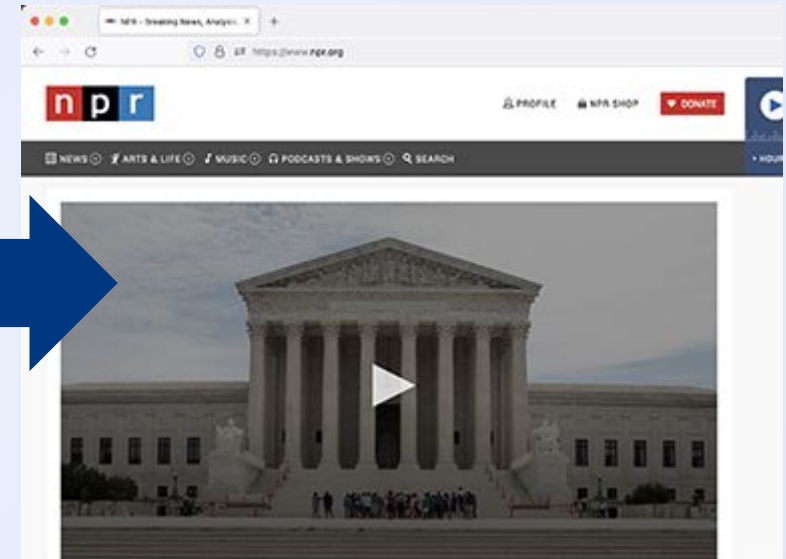 NPR - Breaking News, Analysis, X +
https://www.npr.org
npr
PROFILE NPR SHOP DONATE
NEWS ARTS & LIFE MUSIC PODCASTS & SHOWS SEARCH
• HOUR